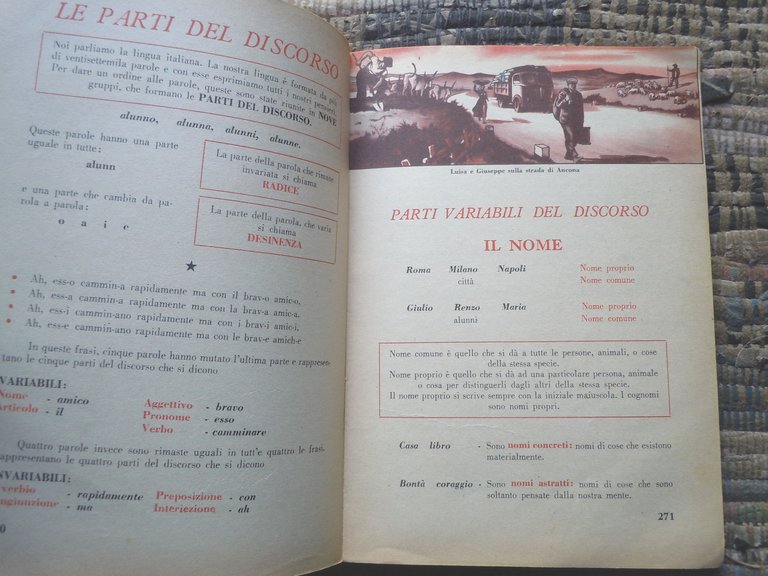 LE PARTI DEL DISCORSO
Noi parliamo la lingua italiana. La nostra lingua è formata da più
di ventisettemila parole e con esse esprimiamo tutti i nostri pensieri
Per dare un ordine alle parole, queste sono state riunite in NOVE
gruppi, che formano le PARTI DEL DISCORSO.
alunno, alunna, alunni, alunne.
Queste parole hanno una parte
uguale in tutte:
alunn
La parte della parola che rimane
invariata si chiama
RADICE
e una parte che cambia da pa-
rola a parola:
o a i e
La parte della parola, che varia
si chiama
DESINENZA
Ah, ess-o cammin-a rapidamente ma con il brav-o amic-o.
Ah, ess-a cammin-a rapidamente ma con la brav-a amic-a.
Ah, ess-i cammin-ano rapidamente ma con i brav-i amic-i.
Ah, ess-e cammin-ano rapidamente ma con le brav-e amich-e
In queste frasi, cinque parole hanno mutato l'ultima parte e rappresen-
tano le cinque parti del discorso che si dicono
VARIABILI:
Nome - amico
Articolo - il
Aggettivo - bravo
Pronome - esso
Verbo - camminare
Quattro parole invece sono rimaste uguali in tutt'e quattro le frasi.
appresentano le quattro parti del discorso che si dicono
NVARIABILI:
verbio - rapidamente
ngiunzione - ma
Preposizione - con
Interiezione - ah
0
Luisa e Giuseppe sulla strada di Ancona
PARTI VARIABILI DEL DISCORSO
IL NOME
Roma Milano Napoli Nome proprio
città Nome comune
Giulio Renzo Maria Nome proprio
alunni Nome comune
Nome comune è quello che si dà a tutte le persone, animali, o cose
della stessa specie.
Nome proprio è quello che si dà ad una particolare persona, animale
o cosa per distinguerli dagli altri della stessa specie.
Il nome proprio si scrive sempre con la iniziale maiuscola. I cognomi
sono nomi propri.
Casa libro - Sono nomi concreti: nomi di cose che esistono
materialmente.
Bontà coraggio - Sono nomi astratti: nomi di cose che sono
soltanto pensate dalla nostra mente.
271